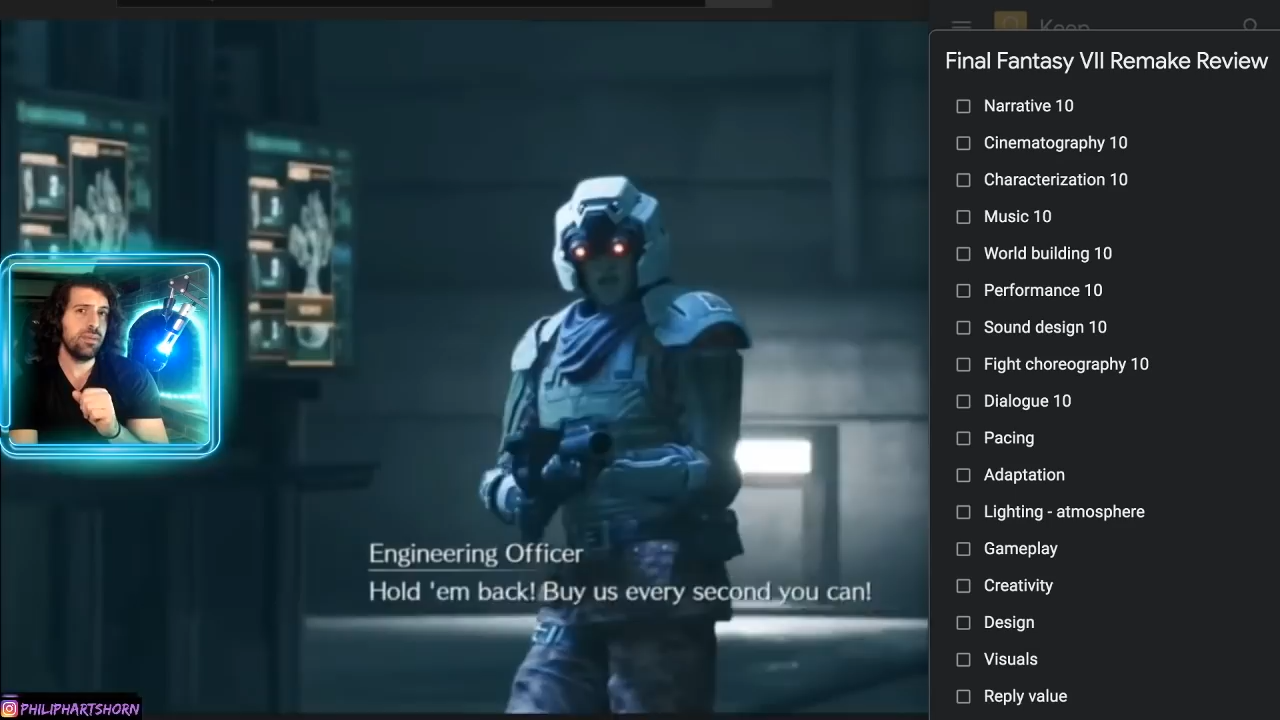 Keep
Final Fantasy VII Remake Review
Narrative 10
Cinematography 10
Characterization 10
Music 10
World building 10
Performance 10
Sound design 10
Fight choreography 10
Dialogue 10
Pacing
Adaptation
Lighting - atmosphere
Gameplay
Creativity
Design
Visuals
Reply value
Engineering Officer
Hold 'em back! Buy us every second you can!
PHILIPHARTSHORN